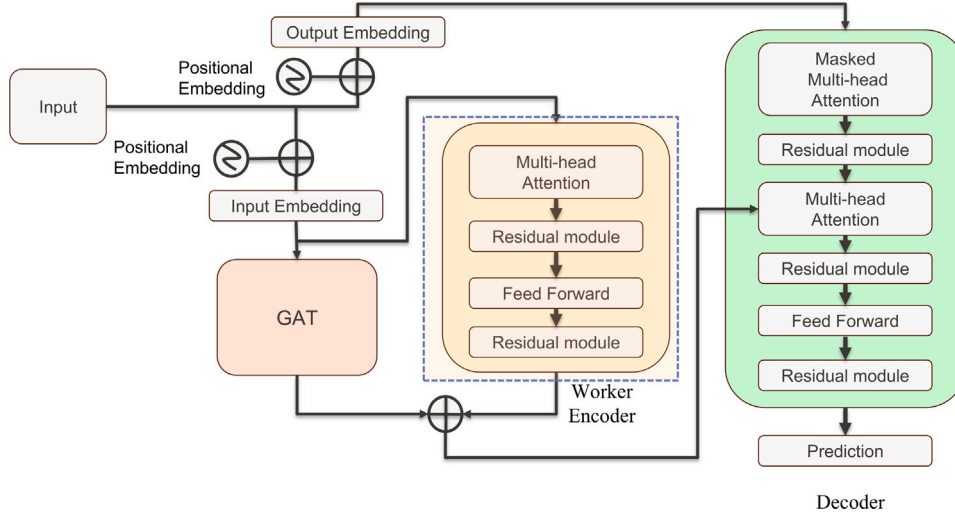 Output Embedding
Positional
Embedding
Input
Positional
Embedding
Input Embedding
GAT
Multi-head
Attention
Residual module
Feed Forward
Residual module
Worker
Encoder
Masked
Multi-head
Attention
Residual module
Multi-head
Attention
Residual module
Feed Forward
Residual module
Prediction
Decoder